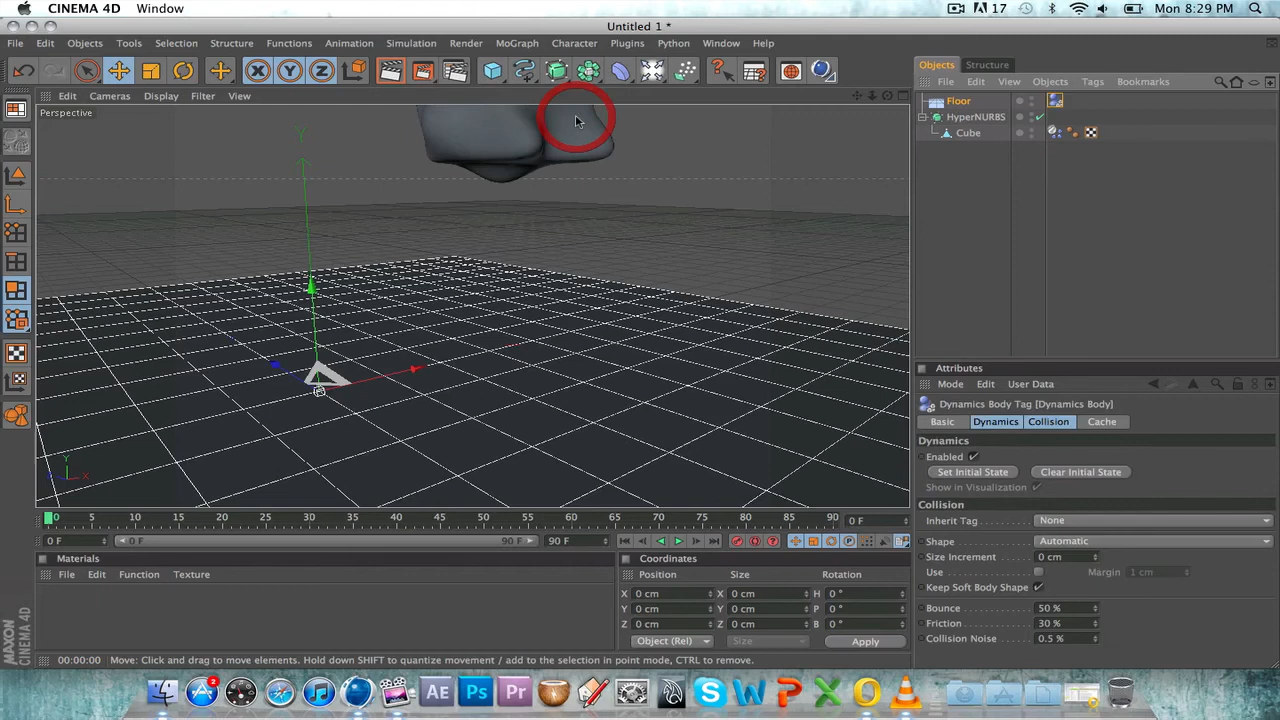 CINEMA 4D Window
17 Mon 8:29 PM
Untitled 1 *
File Edit Objects Tools Selection Structure Functions Animation Simulation Render MoGraph Character Plugins Python Window Help
Objects Structure
Edit Cameras Display Filter View
File Edit View Objects Tags Bookmarks
Perspective
Floor
HyperNURBS
Cube
Y
Attributes
Mode Edit User Data
Dynamics Body Tag [Dynamics Body]
Basic Dynamics Collision Cache
Dynamics
Enabled
Set Initial State Clear Initial State
Show in Visualization
Collision
Inherit Tag None
Shape Automatic
Size Increment 0 cm
Use Margin 1 cm
Keep Soft Body Shape
Bounce 50 %
Friction 30 %
Collision Noise 0.5 %
Y
X
0 5 10 15 20 25 30 35 40 45 50 55 60 65 70 75 80 85 90 0 F
0 F 0 F 90 F 90 F
Materials
File Edit Function Texture
Coordinates
Position Size Rotation
X 0 cm X 0 cm H 0 °
Y 0 cm Y 0 cm P 0 °
Z 0 cm Z 0 cm B 0 °
Object (Rel) Size Apply
MAXON
CINEMA 4D
00:00:00 Move: Click and drag to move elements. Hold down SHIFT to quantize movement / add to the selection in point mode, CTRL to remove.
2
AE Ps Pr